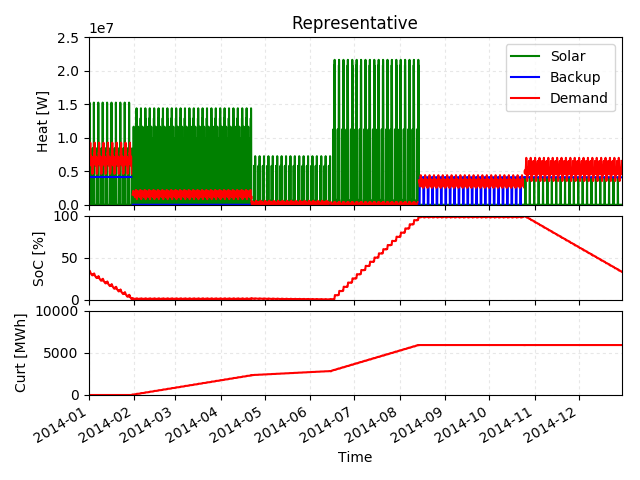 Representative
1e7
2.5
2.0
1.5
1.0
0.5
0.0
Heat [W]
Solar
Backup
Demand
100
50
0
SoC [%]
10000
5000
0
Curt [MWh]
2014-01
2014-02
2014-03
2014-04
2014-05
2014-06
2014-07
2014-08
2014-09
2014-10
2014-11
2014-12
Time